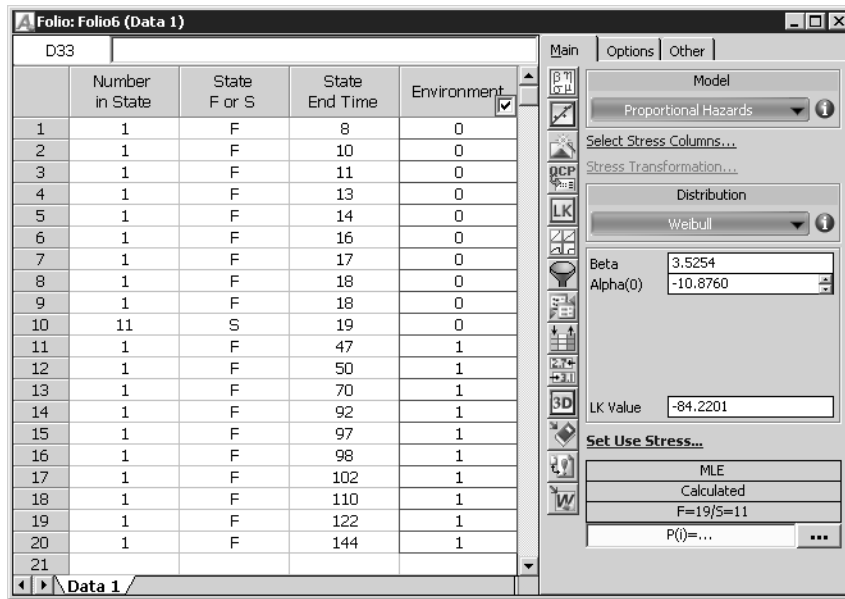 Folio: Folio6 (Data 1)
D33
Number in State State F or S State End Time Environment
1 1 F 8 0
2 1 F 10 0
3 1 F 11 0
4 1 F 13 0
5 1 F 14 0
6 1 F 16 0
7 1 F 17 0
8 1 F 18 0
9 1 F 18 0
10 11 S 19 0
11 1 F 47 1
12 1 F 50 1
13 1 F 70 1
14 1 F 92 1
15 1 F 97 1
16 1 F 98 1
17 1 F 102 1
18 1 F 110 1
19 1 F 122 1
20 1 F 144 1
21
Data 1
Main Options Other
β η
σ μ
QCP
LK
3D
W
Model
Proportional Hazards
Select Stress Columns...
Stress Transformation...
Distribution
Weibull
Beta 3.5254
Alpha(0) -10.8760
LK Value -84.2201
Set Use Stress...
MLE
Calculated
F=19/S=11
P(i)=... ...